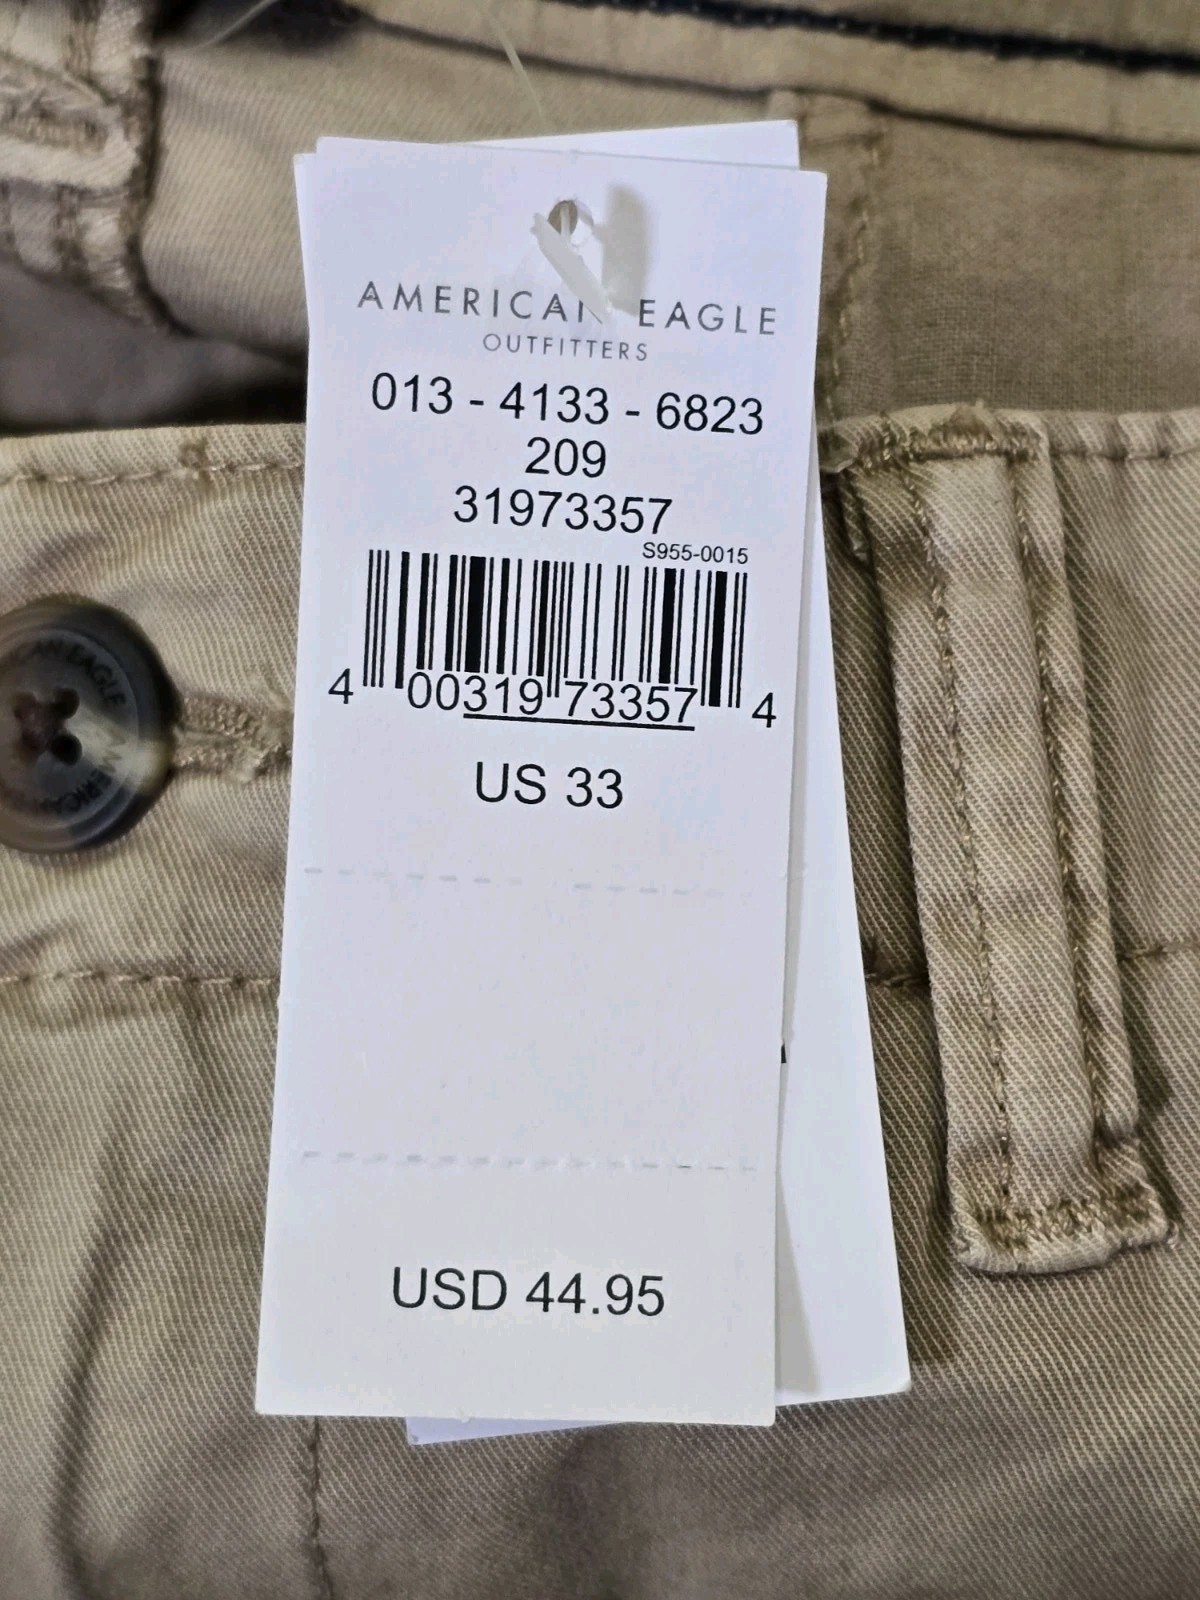 AMERICAN EAGLE
OUTFITTERS
013 - 4133 - 6823
209
31973357
S955-0015
4 00319 73357 4
US 33
USD 44.95
EAGLE